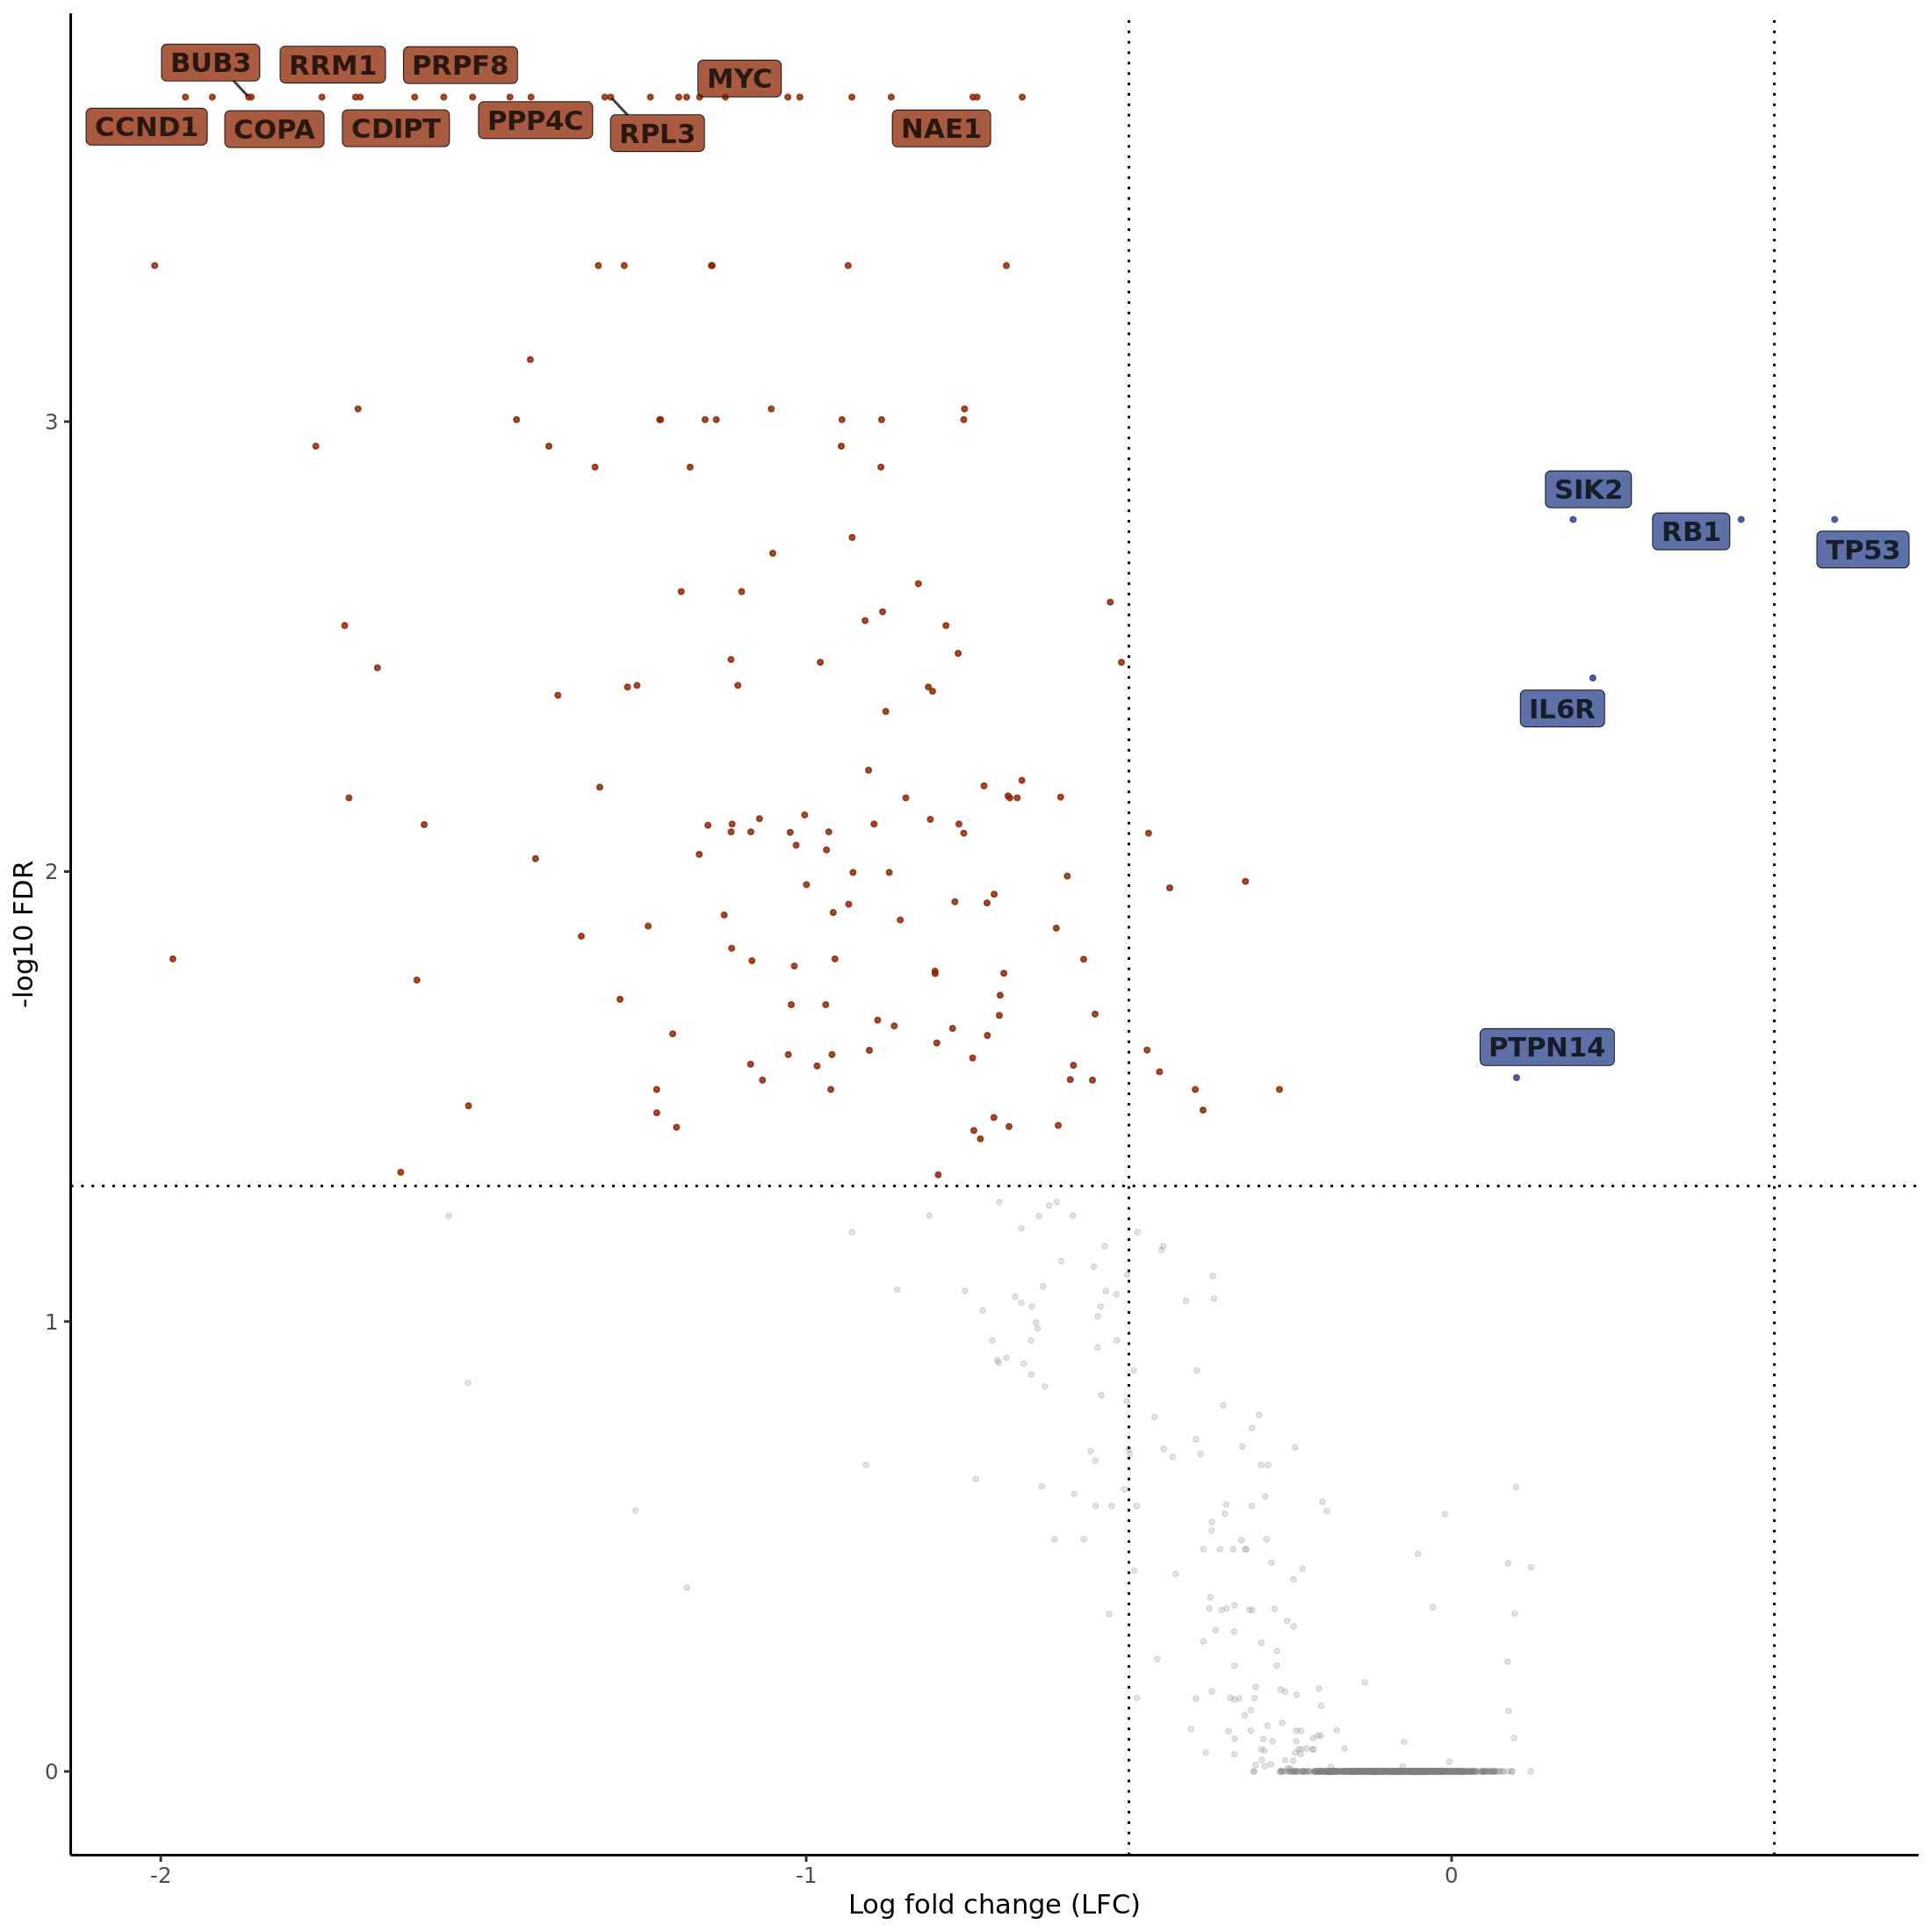 BUB3
RRM1
PRPF8
MYC
CCND1
COPA
CDIPT
PPP4C
RPL3
NAE1
3
SIK2
RB1
TP53
IL6R
2
-log10 FDR
PTPN14
1
0
-2
-1
0
Log fold change (LFC)